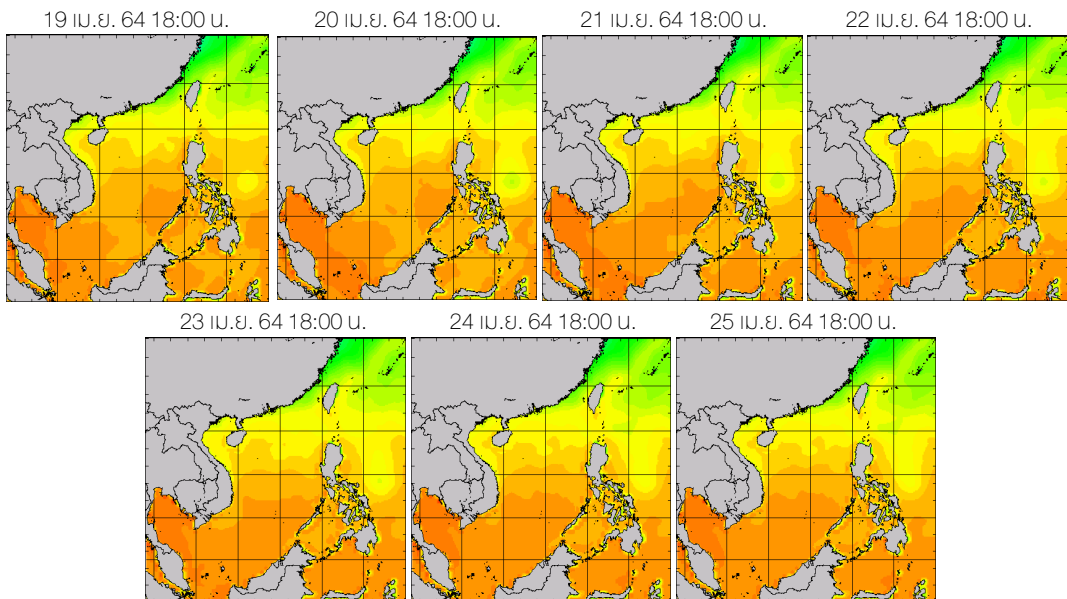 19 เม.ย. 64 18:00 น.
20 เม.ย. 64 18:00 น.
21 เม.ย. 64 18:00 น.
22 เม.ย. 64 18:00 น.
23 เม.ย. 64 18:00 น.
24 เม.ย. 64 18:00 น.
25 เม.ย. 64 18:00 น.